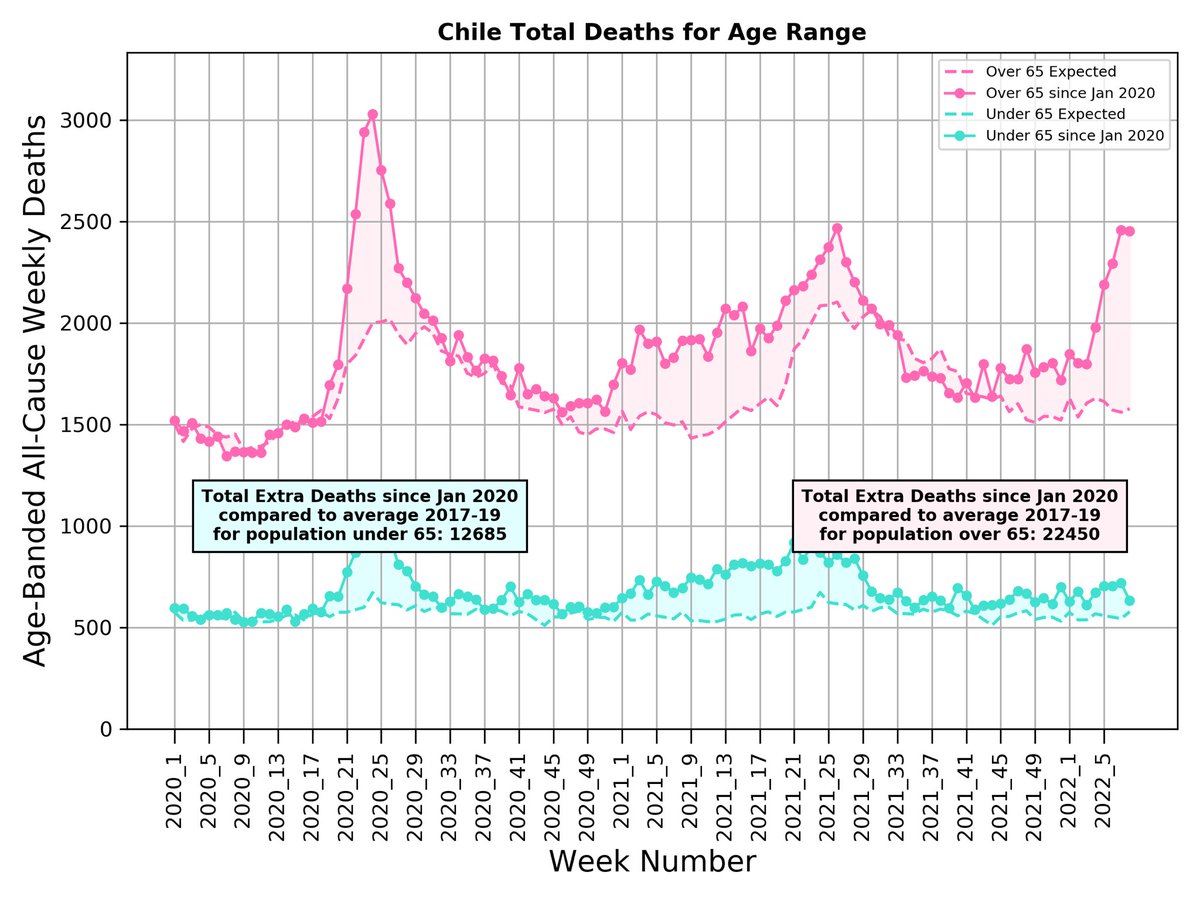 Chile Total Deaths for Age Range
Over 65 Expected
Over 65 since Jan 2020
Under 65 Expected
Under 65 since Jan 2020
Age-Banded All-Cause Weekly Deaths
3000
2500
2000
1500
1000
500
0
Total Extra Deaths since Jan 2020
compared to average 2017-19
for population under 65: 12685
Total Extra Deaths since Jan 2020
compared to average 2017-19
for population over 65: 22450
2020_1
2020_5
2020_9
2020_13
2020_17
2020_21
2020_25
2020_29
2020_33
2020_37
2020_41
2020_45
2020_49
2021_1
2021_5
2021_9
2021_13
2021_17
2021_21
2021_25
2021_29
2021_33
2021_37
2021_41
2021_45
2021_49
2022_1
2022_5
Week Number